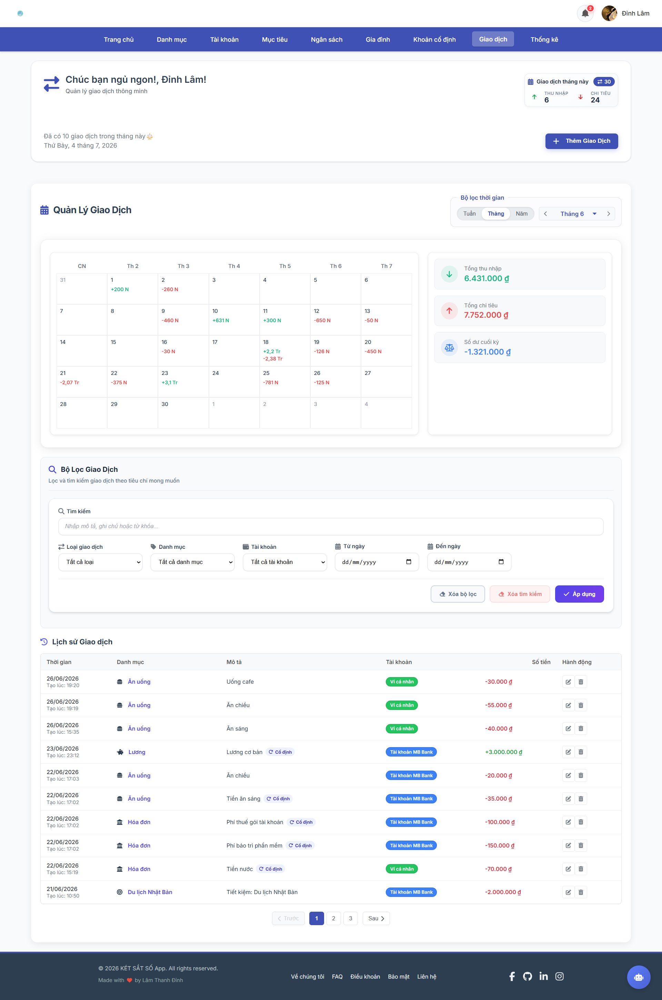 2
Đình Lâm
Trang chủ Danh mục Tài khoản Mục tiêu Ngân sách Gia đình Khoản cố định Giao dịch Thống kê
Chúc bạn ngủ ngon!, Đình Lâm!
Quản lý giao dịch thông minh
Giao dịch tháng này 30
THU NHẬP CHI TIÊU
6 24
Đã có 10 giao dịch trong tháng này
Thứ Bảy, 4 tháng 7, 2026
Thêm Giao Dịch
Quản Lý Giao Dịch
Bộ lọc thời gian
Tuần Tháng Năm Tháng 6
CN Th 2 Th 3 Th 4 Th 5 Th 6 Th 7
31 1 2 3 4 5 6
+200 N -260 N
7 8 9 10 11 12 13
-460 N +631 N +300 N -650 N -50 N
14 15 16 17 18 19 20
-30 N +2,2 Tr -126 N -450 N
-2,38 Tr
21 22 23 24 25 26 27
-2,07 Tr -375 N +3,1 Tr -781 N -125 N
28 29 30 1 2 3 4
Tổng thu nhập
6.431.000 ₫
Tổng chi tiêu
7.752.000 ₫
Số dư cuối kỳ
-1.321.000 ₫
Bộ Lọc Giao Dịch
Lọc và tìm kiếm giao dịch theo tiêu chí mong muốn
Tìm kiếm
Nhập mô tả, ghi chú hoặc từ khóa...
Loại giao dịch Danh mục Tài khoản Từ ngày Đến ngày
Tất cả loại Tất cả danh mục Tất cả tài khoản dd/mm/yyyy dd/mm/yyyy
Xóa bộ lọc Xóa tìm kiếm Áp dụng
Lịch sử Giao dịch
Thời gian Danh mục Mô tả Tài khoản Số tiền Hành động
26/06/2026
Tạo lúc: 19:20
Ăn uống Uống cafe Ví cá nhân -30.000 ₫
26/06/2026
Tạo lúc: 19:19
Ăn uống Ăn chiều Ví cá nhân -55.000 ₫
26/06/2026
Tạo lúc: 15:35
Ăn uống Ăn sáng Ví cá nhân -40.000 ₫
23/06/2026
Tạo lúc: 23:12
Lương Lương cơ bản Cố định Tài khoản MB Bank +3.000.000 ₫
22/06/2026
Tạo lúc: 17:03
Ăn uống Ăn chiều Tài khoản MB Bank -20.000 ₫
22/06/2026
Tạo lúc: 17:02
Ăn uống Tiền ăn sáng Cố định Tài khoản MB Bank -35.000 ₫
22/06/2026
Tạo lúc: 17:02
Hóa đơn Phí thuế gói tài khoản Cố định Tài khoản MB Bank -100.000 ₫
22/06/2026
Tạo lúc: 17:02
Hóa đơn Phí bảo trì phần mềm Cố định Tài khoản MB Bank -150.000 ₫
22/06/2026
Tạo lúc: 15:19
Hóa đơn Tiền nước Cố định Ví cá nhân -70.000 ₫
21/06/2026
Tạo lúc: 10:50
Du lịch Nhật Bản Tiết kiệm: Du lịch Nhật Bản Tài khoản MB Bank -2.000.000 ₫
Trước 1 2 3 Sau
© 2026 KÉT SẮT SỐ App. All rights reserved.
Made with ❤️ by Lâm Thanh Đỉnh
Về chúng tôi FAQ Điều khoản Bảo mật Liên hệ